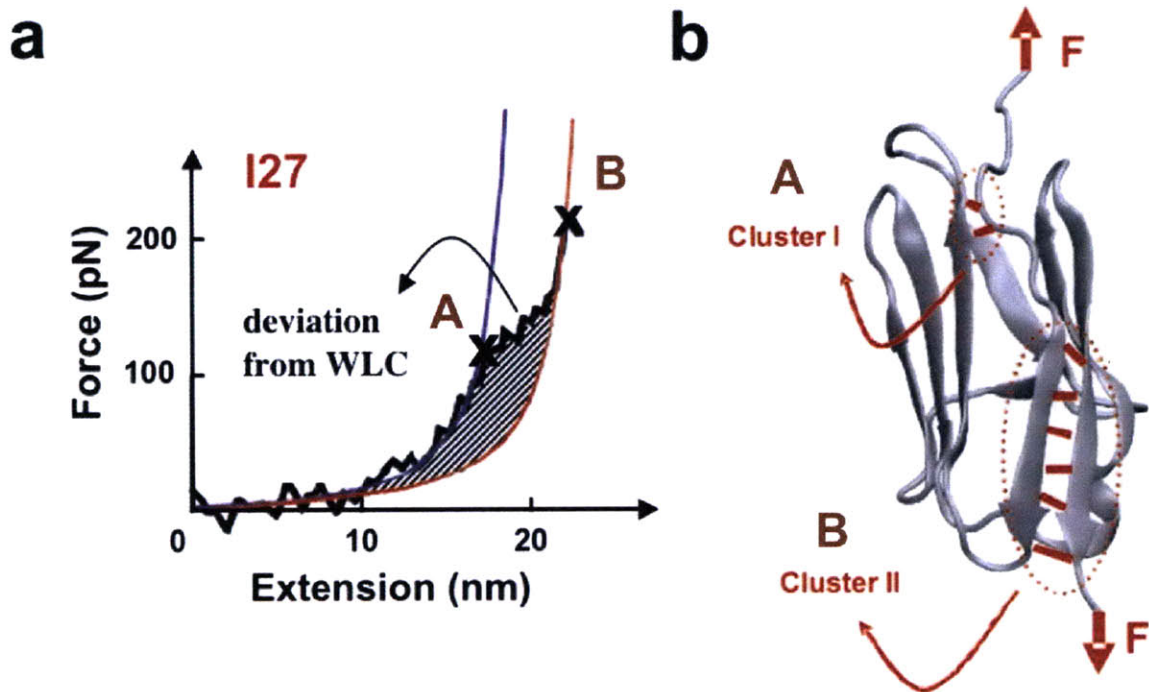 a
I27
B
200
A
deviation
from WLC
100
Force (pN)
0
10
20
Extension (nm)
b
F
A
Cluster I
B
Cluster II
F